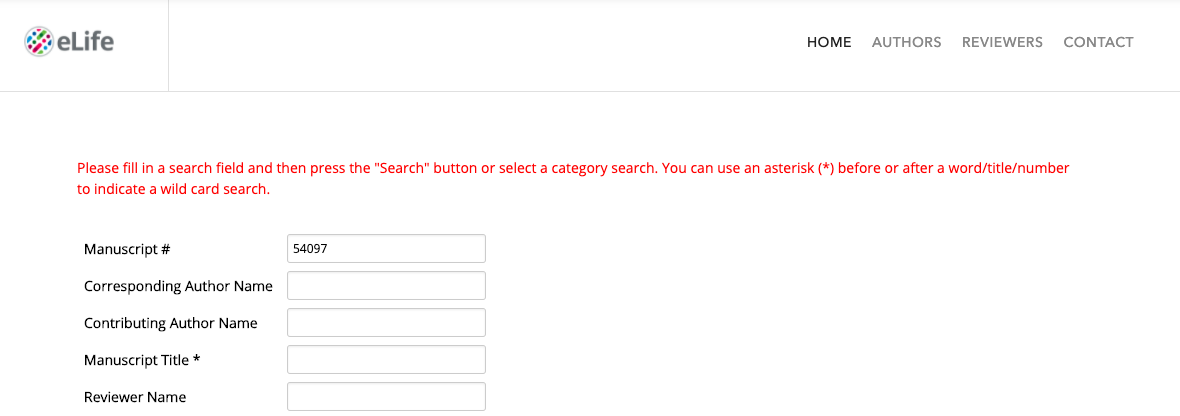 eLife
HOME AUTHORS REVIEWERS CONTACT
Please fill in a search field and then press the "Search" button or select a category search. You can use an asterisk (*) before or after a word/title/number
to indicate a wild card search.
Manuscript # 54097
Corresponding Author Name
Contributing Author Name
Manuscript Title *
Reviewer Name